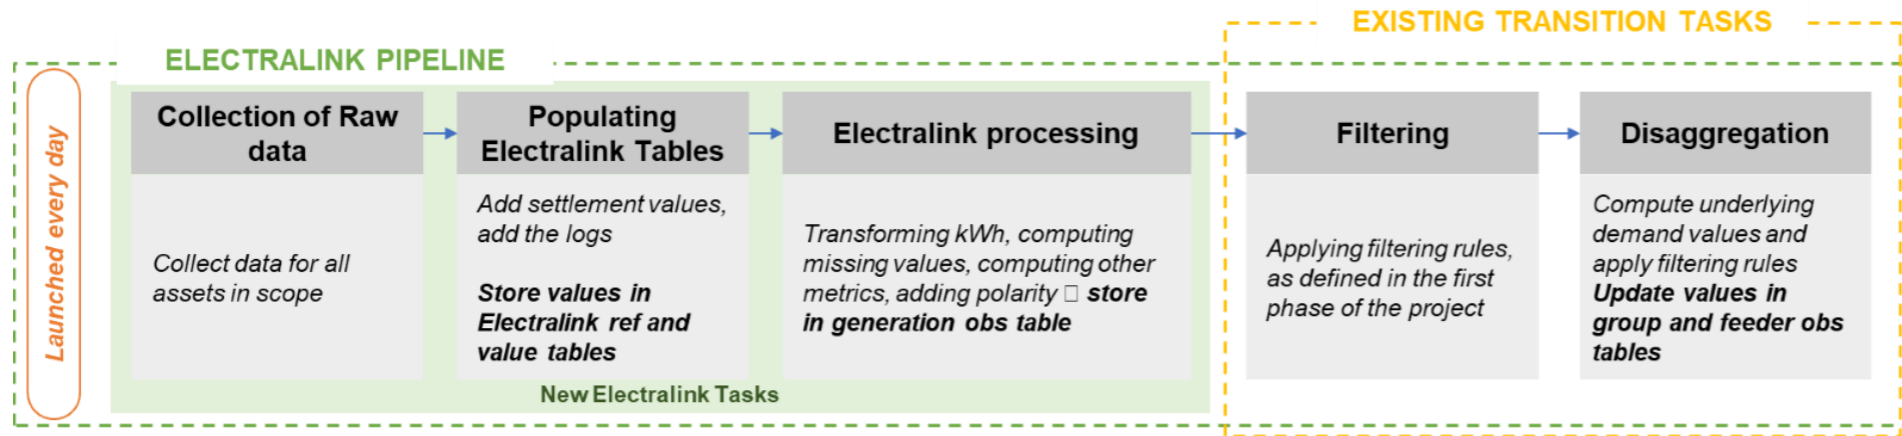 EXISTING TRANSITION TASKS
ELECTRALINK PIPELINE
Launched every day
Collection of Raw
data
Collect data for all
assets in scope
Populating
Electralink Tables
Add settlement values,
add the logs
Store values in
Electralink ref and
value tables
Electralink processing
Transforming kWh, computing
missing values, computing other
metrics, adding polarity □ store
in generation obs table
New Electralink Tasks
Filtering
Applying filtering rules,
as defined in the first
phase of the project
Disaggregation
Compute underlying
demand values and
apply filtering rules
Update values in
group and feeder obs
tables